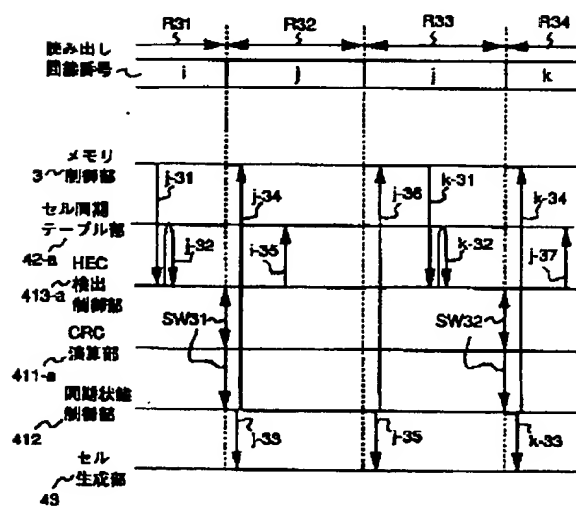 R31 R32 R33 R34
読み出し
回線番号 i j j k
メモリ
3 制御部
j-31 j-34 j-36 k-31 k-34
セル同期
テーブル部
42-a
j-32 i-35 k-32 j-37
HEC
413-a 検出
制御部
SW31 SW32
CRC
411-a 演算部
同期状態
412 制御部
j-33 j-35 k-33
セル
43 生成部